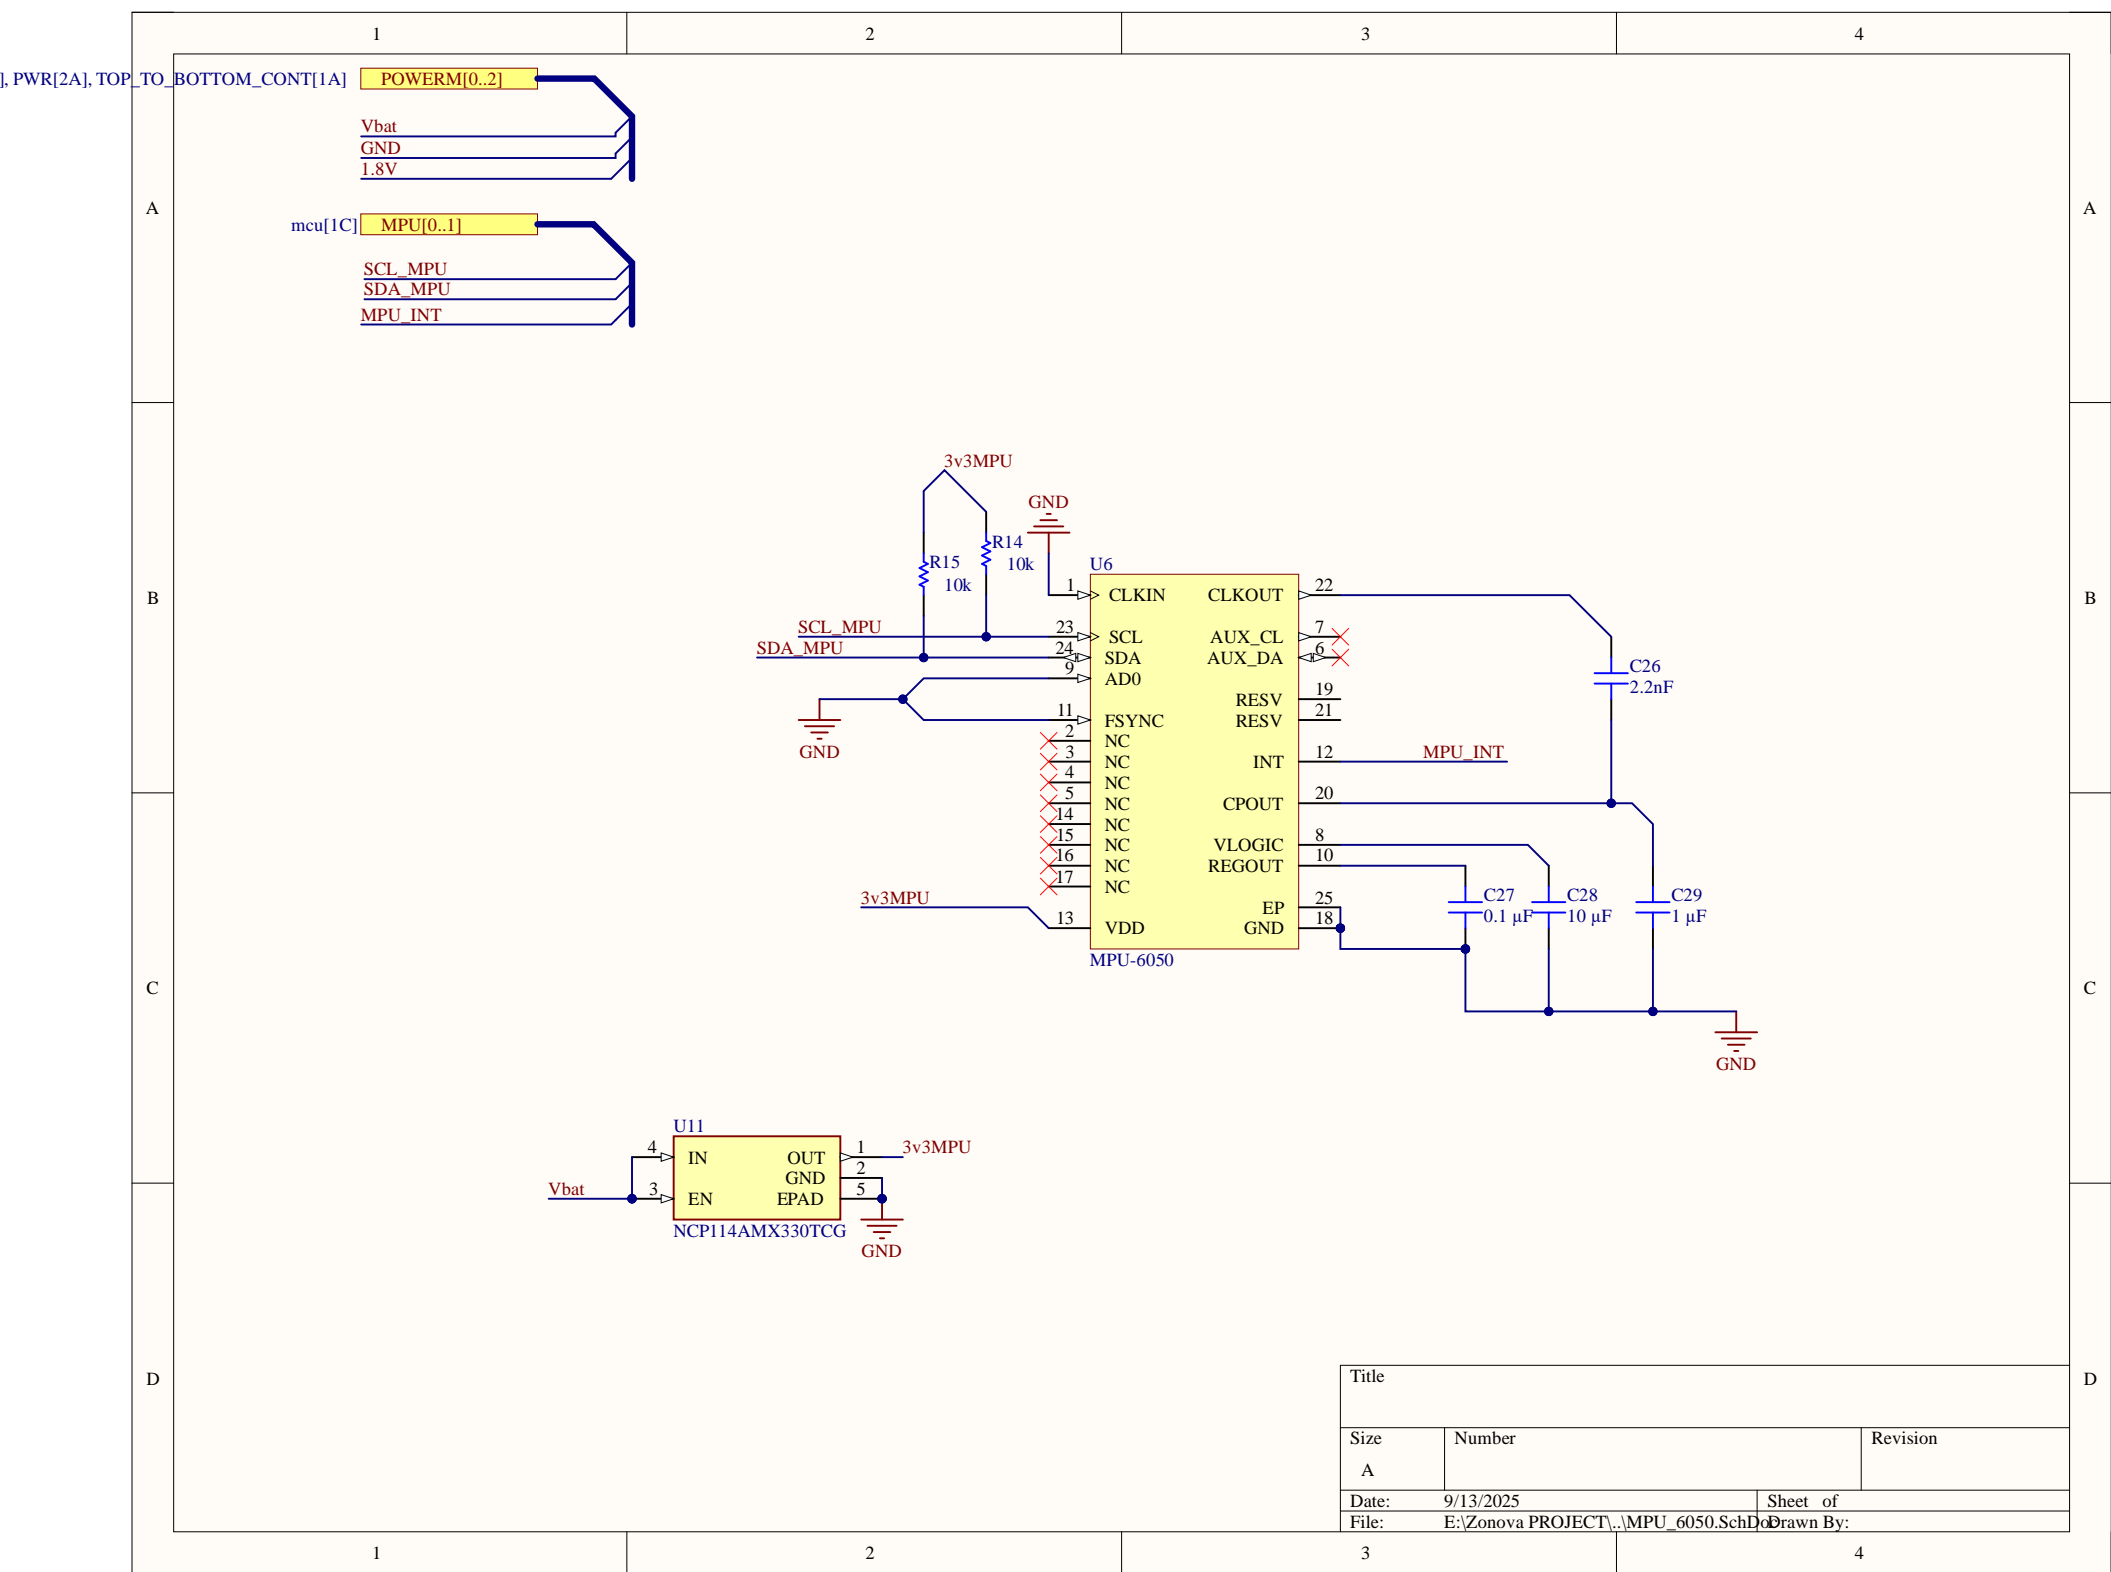 1 2 3 4
], PWR[2A], TOP_TO_BOTTOM_CONT[1A] POWERM[0..2]
Vbat
GND
1.8V
A A
mcu[1C] MPU[0..1]
SCL_MPU
SDA_MPU
MPU_INT
3v3MPU
GND
R14
10k
R15
10k
U6
B B
1 CLKIN CLKOUT 22
SCL_MPU 23 SCL AUX_CL 7
SDA_MPU 24 SDA AUX_DA 6
9 AD0
C26
2.2nF
RESV 19
11 FSYNC RESV 21
GND
2 NC
3 NC INT 12 MPU_INT
4 NC
5 NC CPOUT 20
14 NC
15 NC VLOGIC 8
16 NC REGOUT 10
17 NC
3v3MPU
EP 25
13 VDD GND 18
C27
0.1 µF
C28
10 µF
C29
1 µF
MPU-6050
C C
GND
U11
4 IN OUT 1 3v3MPU
GND 2
Vbat 3 EN EPAD 5
NCP114AMX330TCG
GND
D D
Title
Size Number Revision
A
Date: 9/13/2025 Sheet of
File: E:\Zonova PROJECT\..\MPU_6050.SchDoc Drawn By:
1 2 3 4